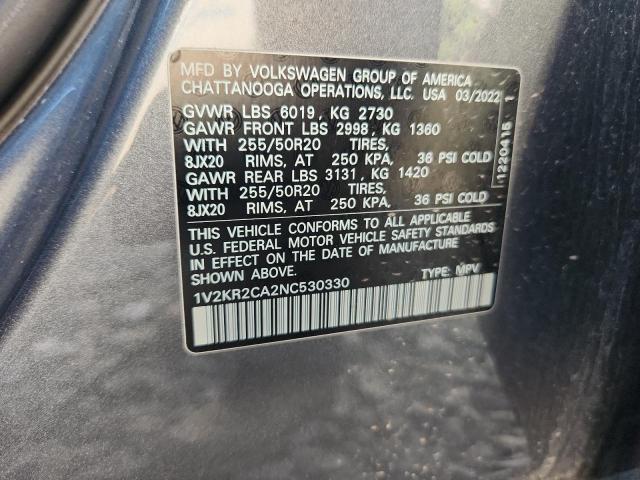 MFD BY VOLKSWAGEN GROUP OF AMERICA
CHATTANOOGA OPERATIONS, LLC. USA 03/2022
GVWR LBS 6019, KG 2730
GAWR FRONT LBS 2998, KG 1360
WITH 255/50R20 TIRES,
8JX20 RIMS, AT 250 KPA, 36 PSI COLD
GAWR REAR LBS 3131, KG 1420
WITH 255/50R20 TIRES,
8JX20 RIMS, AT 250 KPA, 36 PSI COLD
THIS VEHICLE CONFORMS TO ALL APPLICABLE
U.S. FEDERAL MOTOR VEHICLE SAFETY STANDARDS
IN EFFECT ON THE DATE OF MANUFACTURE
SHOWN ABOVE.
1V2KR2CA2NC530330 TYPE: MPV
1220415 1